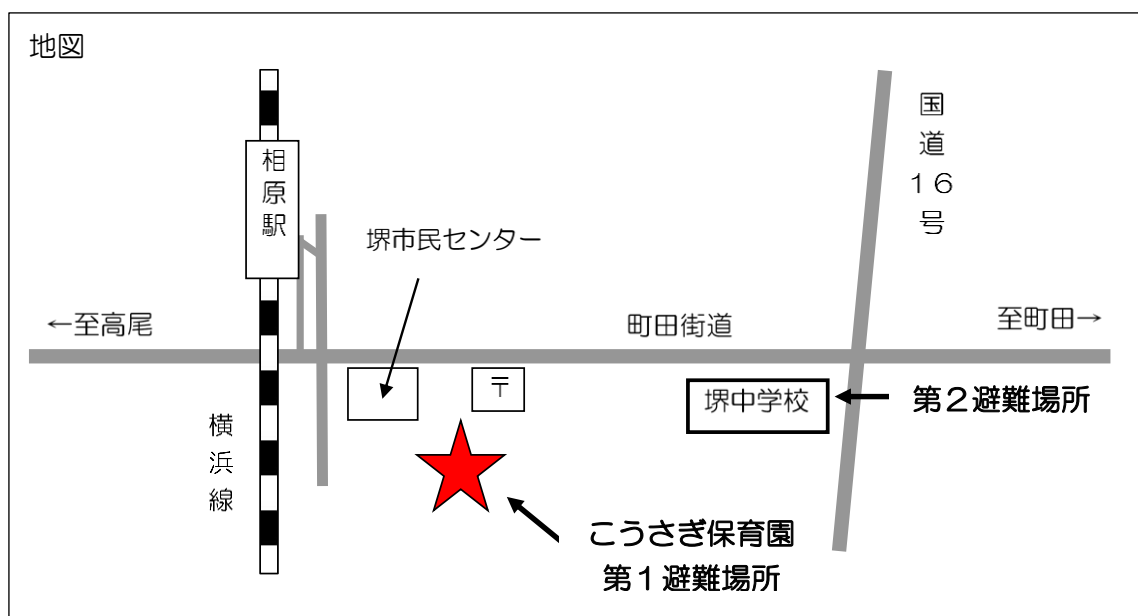 地図
相原駅
国道１６号
堺市民センター
←至高尾
町田街道
至町田→
〒
堺中学校
第２避難場所
横浜線
こうさぎ保育園
第１避難場所